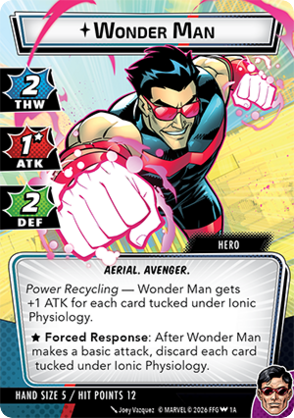 WONDER MAN
2
THW
1★
ATK
2
DEF
HERO
AERIAL. AVENGER.
Power Recycling — Wonder Man gets
+1 ATK for each card tucked under Ionic
Physiology.
★ Forced Response: After Wonder Man
makes a basic attack, discard each card
tucked under Ionic Physiology.
HAND SIZE 5 / HIT POINTS 12
Joey Vazquez © MARVEL © 2026 FFG 1A